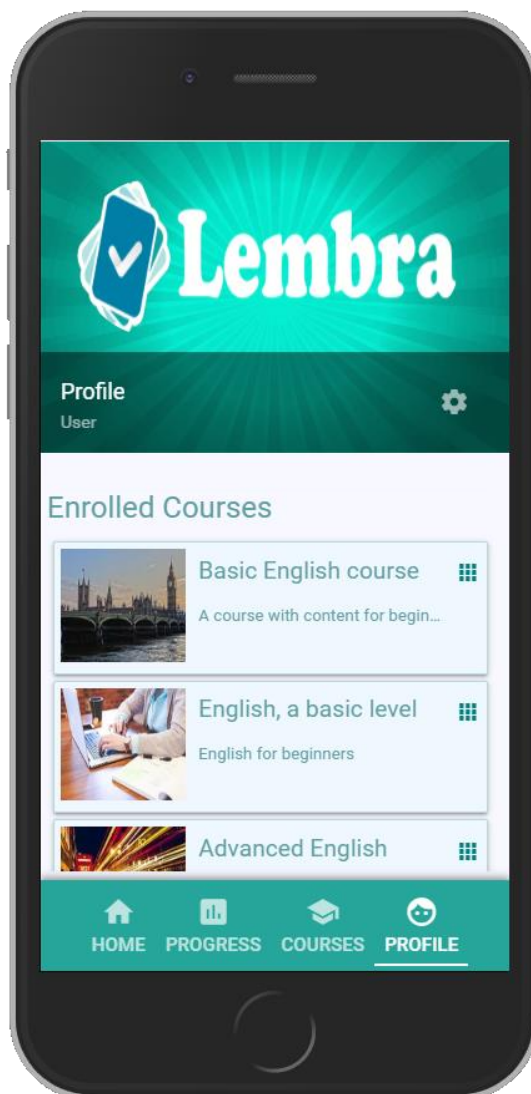 Lembra
Profile
User
Enrolled Courses
Basic English course
A course with content for begin...
English, a basic level
English for beginners
Advanced English
HOME PROGRESS COURSES PROFILE